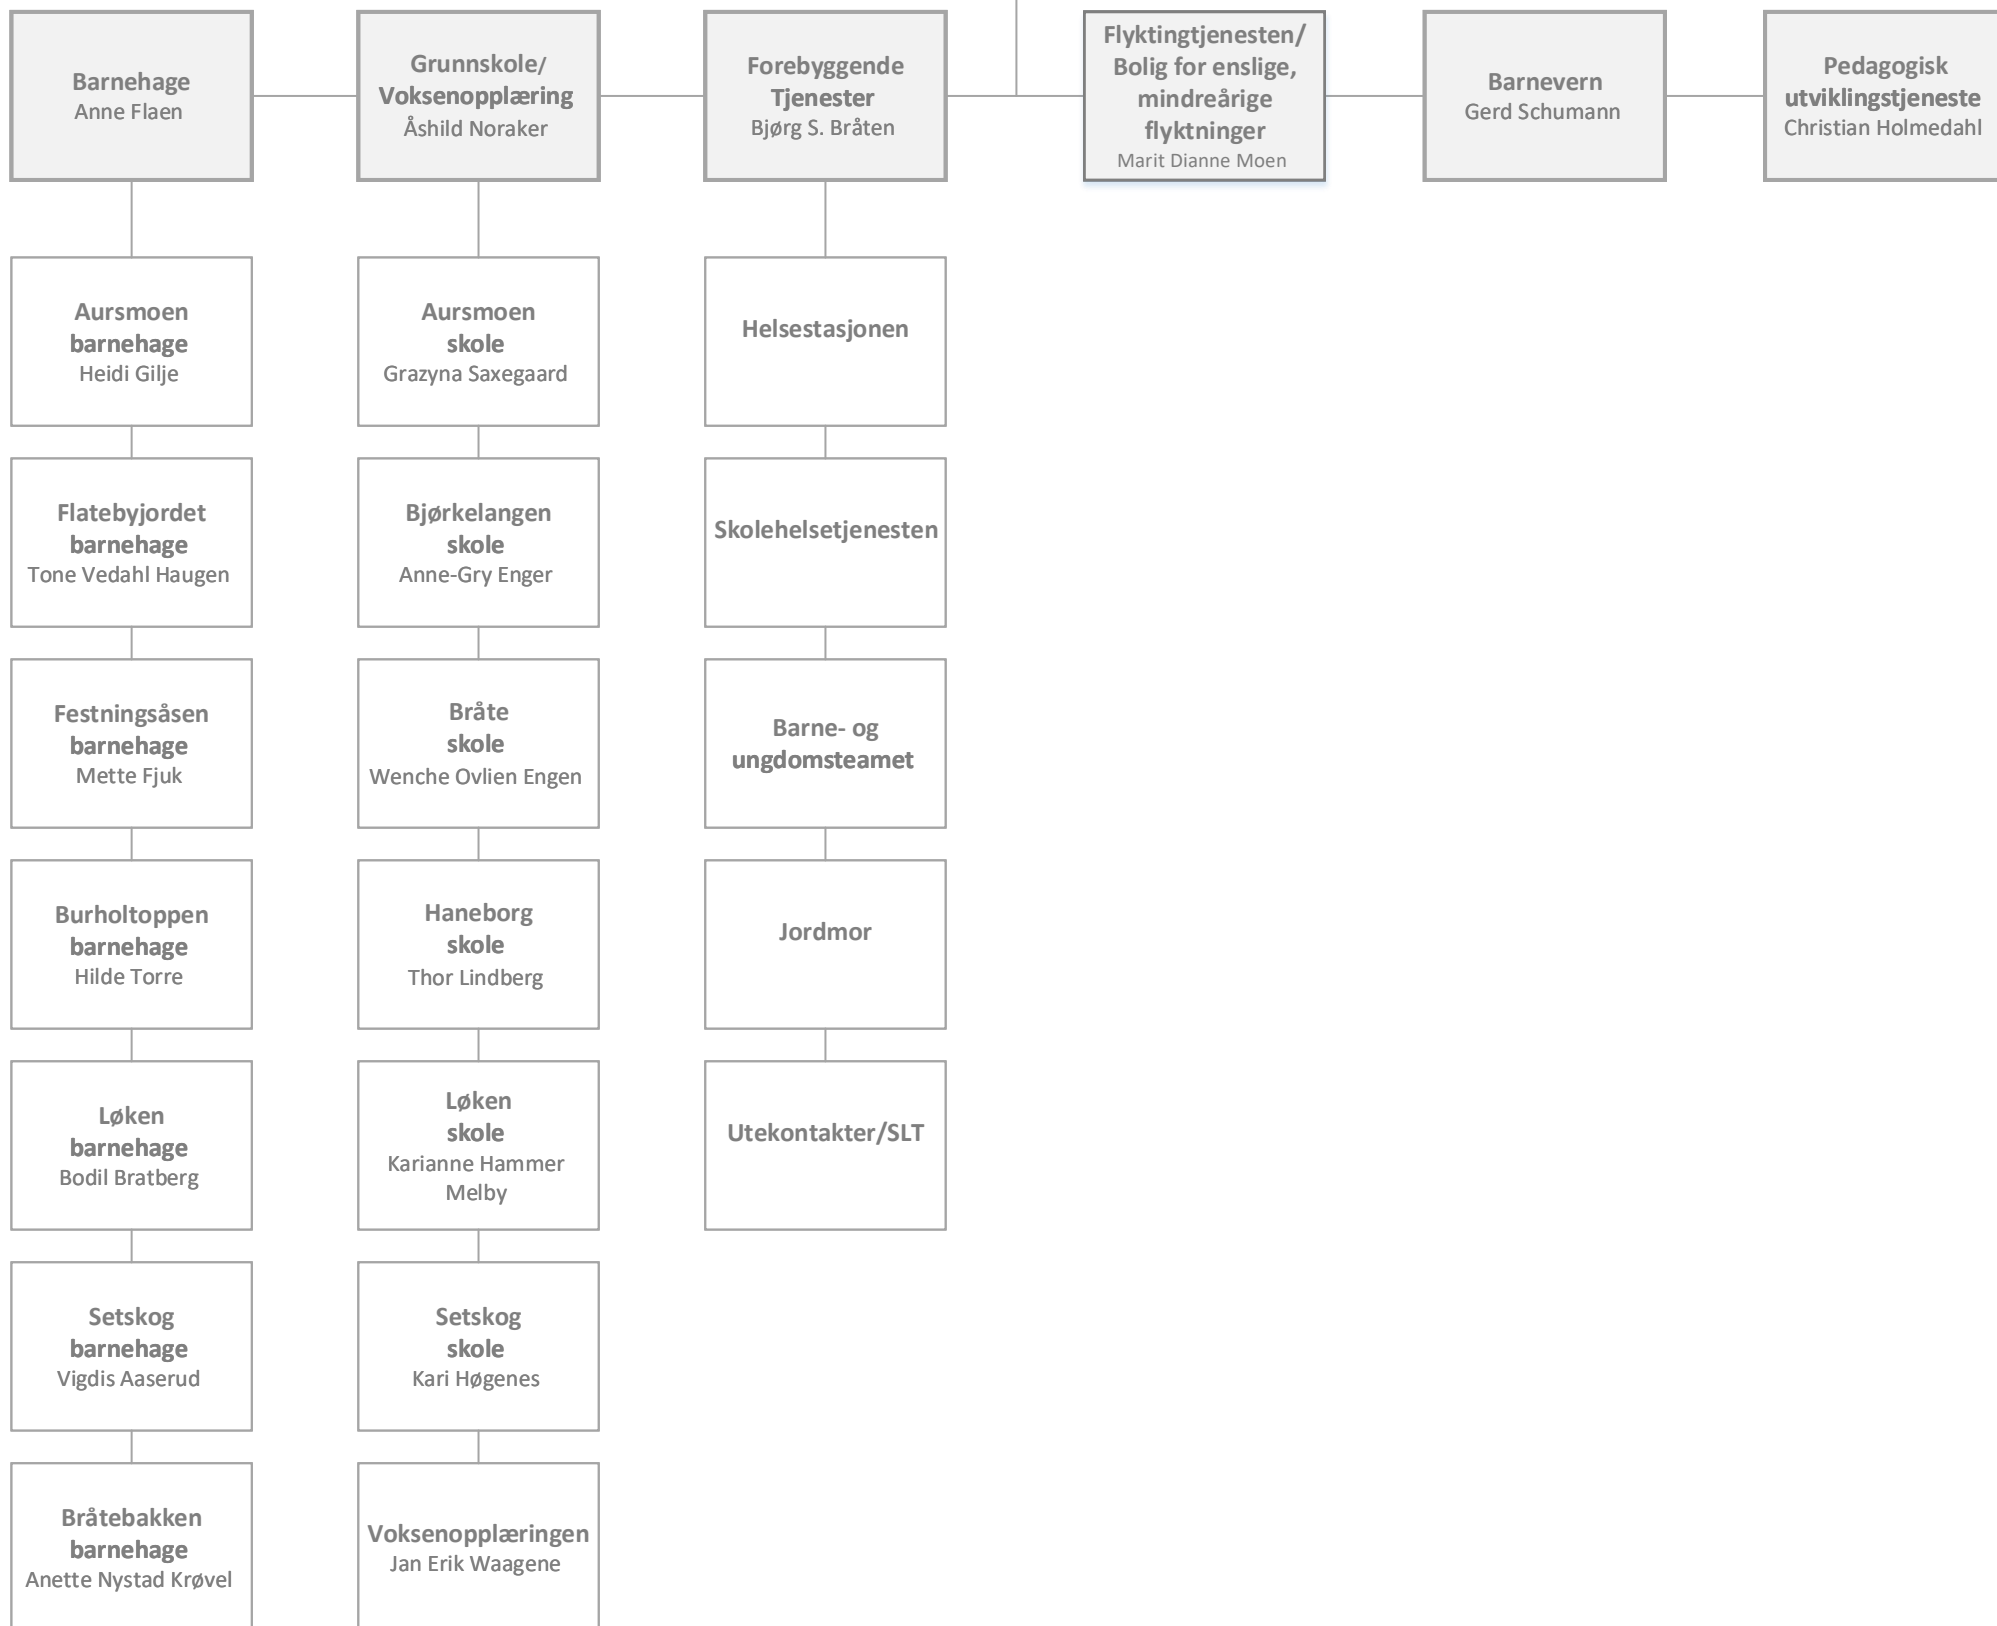 Barnehage
Anne Flaen
Grunnskole/
Voksenopplæring
Åshild Noraker
Forebyggende
Tjenester
Bjørg S. Bråten
Flyktingtjenesten/
Bolig for enslige,
mindreårige
flyktninger
Marit Dianne Moen
Barnevern
Gerd Schumann
Pedagogisk
utviklingstjeneste
Christian Holmedahl
Aursmoen
barnehage
Heidi Gilje
Flatebyjordet
barnehage
Tone Vedahl Haugen
Festningsåsen
barnehage
Mette Fjuk
Burholtoppen
barnehage
Hilde Torre
Løken
barnehage
Bodil Bratberg
Setskog
barnehage
Vigdis Aaserud
Bråtebakken
barnehage
Anette Nystad Krøvel
Aursmoen
skole
Grazyna Saxegaard
Bjørkelangen
skole
Anne-Gry Enger
Bråte
skole
Wenche Ovlien Engen
Haneborg
skole
Thor Lindberg
Løken
skole
Karianne Hammer
Melby
Setskog
skole
Kari Høgenes
Voksenopplæringen
Jan Erik Waagene
Helsestasjonen
Skolehelsetjenesten
Barne- og
ungdomsteamet
Jordmor
Utekontakter/SLT